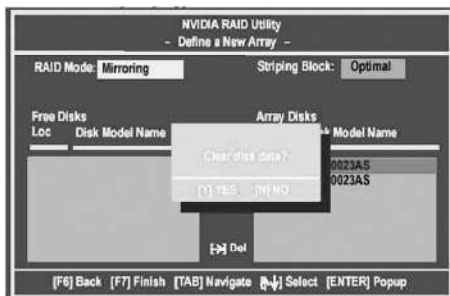 NVIDIA RAID Utility
- Define a New Array -
RAID Mode: Mirroring Striping Block: Optimal
Free Disks Array Disks
Loc Disk Model Name k Model Name
Clear disk data?
[Y] YES [N] NO
0023AS
0023AS
[→] Del
[F6] Back [F7] Finish [TAB] Navigate [↑↓] Select [ENTER] Popup